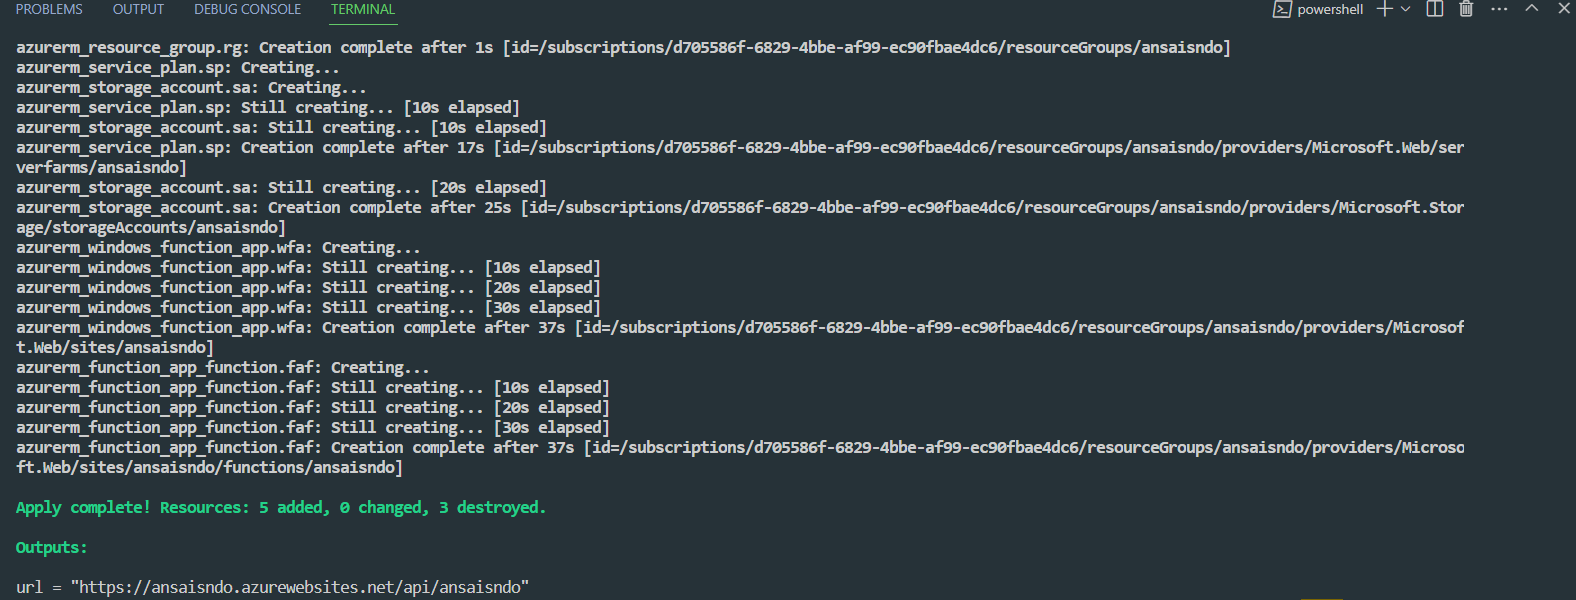 PROBLEMS OUTPUT DEBUG CONSOLE TERMINAL powershell
azurerm_resource_group.rg: Creation complete after 1s [id=/subscriptions/d705586f-6829-4bbe-af99-ec90fbae4dc6/resourceGroups/ansaisndo]
azurerm_service_plan.sp: Creating...
azurerm_storage_account.sa: Creating...
azurerm_service_plan.sp: Still creating... [10s elapsed]
azurerm_storage_account.sa: Still creating... [10s elapsed]
azurerm_service_plan.sp: Creation complete after 17s [id=/subscriptions/d705586f-6829-4bbe-af99-ec90fbae4dc6/resourceGroups/ansaisndo/providers/Microsoft.Web/ser
verfarms/ansaisndo]
azurerm_storage_account.sa: Still creating... [20s elapsed]
azurerm_storage_account.sa: Creation complete after 25s [id=/subscriptions/d705586f-6829-4bbe-af99-ec90fbae4dc6/resourceGroups/ansaisndo/providers/Microsoft.Stor
age/storageAccounts/ansaisndo]
azurerm_windows_function_app.wfa: Creating...
azurerm_windows_function_app.wfa: Still creating... [10s elapsed]
azurerm_windows_function_app.wfa: Still creating... [20s elapsed]
azurerm_windows_function_app.wfa: Still creating... [30s elapsed]
azurerm_windows_function_app.wfa: Creation complete after 37s [id=/subscriptions/d705586f-6829-4bbe-af99-ec90fbae4dc6/resourceGroups/ansaisndo/providers/Microsof
t.Web/sites/ansaisndo]
azurerm_function_app_function.faf: Creating...
azurerm_function_app_function.faf: Still creating... [10s elapsed]
azurerm_function_app_function.faf: Still creating... [20s elapsed]
azurerm_function_app_function.faf: Still creating... [30s elapsed]
azurerm_function_app_function.faf: Creation complete after 37s [id=/subscriptions/d705586f-6829-4bbe-af99-ec90fbae4dc6/resourceGroups/ansaisndo/providers/Microso
ft.Web/sites/ansaisndo/functions/ansaisndo]
Apply complete! Resources: 5 added, 0 changed, 3 destroyed.
Outputs:
url = "https://ansaisndo.azurewebsites.net/api/ansaisndo"